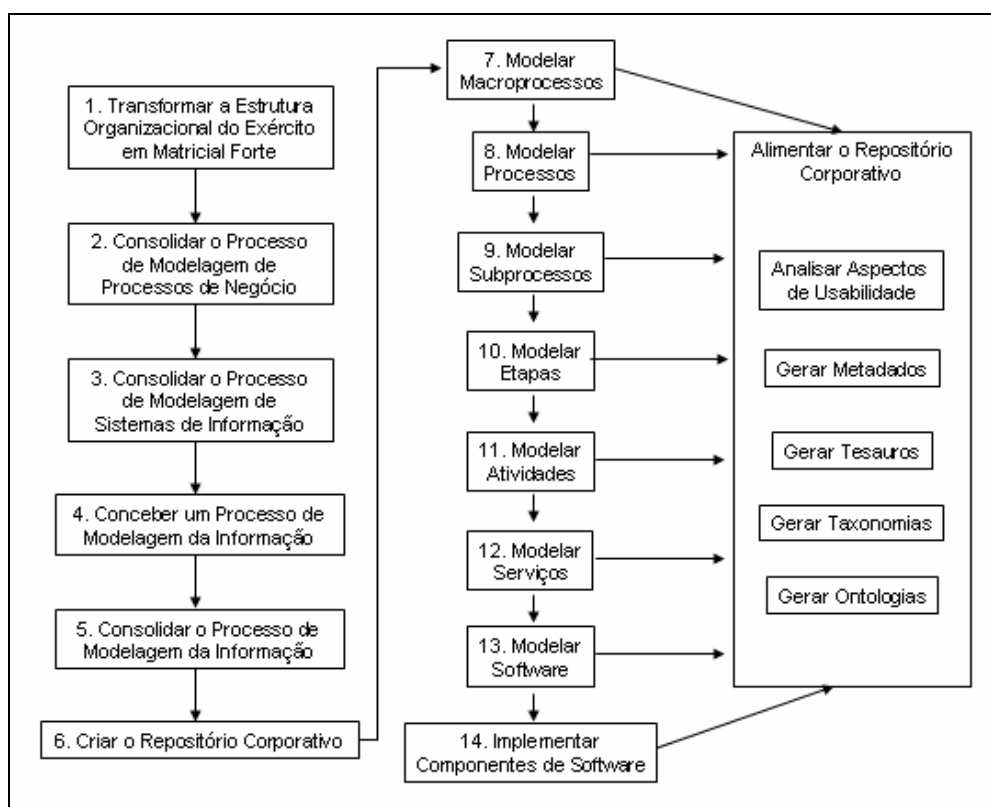 1. Transformar a Estrutura
Organizacional do Exército
em Matricial Forte
2. Consolidar o Processo
de Modelagem de
Processos de Negócio
3. Consolidar o Processo
de Modelagem de
Sistemas de Informação
4. Conceber um Processo de
Modelagem da Informação
5. Consolidar o Processo de
Modelagem da Informação
6. Criar o Repositório Corporativo
7. Modelar
Macroprocessos
8. Modelar
Processos
9. Modelar
Subprocessos
10. Modelar
Etapas
11. Modelar
Atividades
12. Modelar
Serviços
13. Modelar
Software
14. Implementar
Componentes de Software
Alimentar o Repositório
Corporativo
Analisar Aspectos
de Usabilidade
Gerar Metadados
Gerar Tesauros
Gerar Taxonomias
Gerar Ontologias